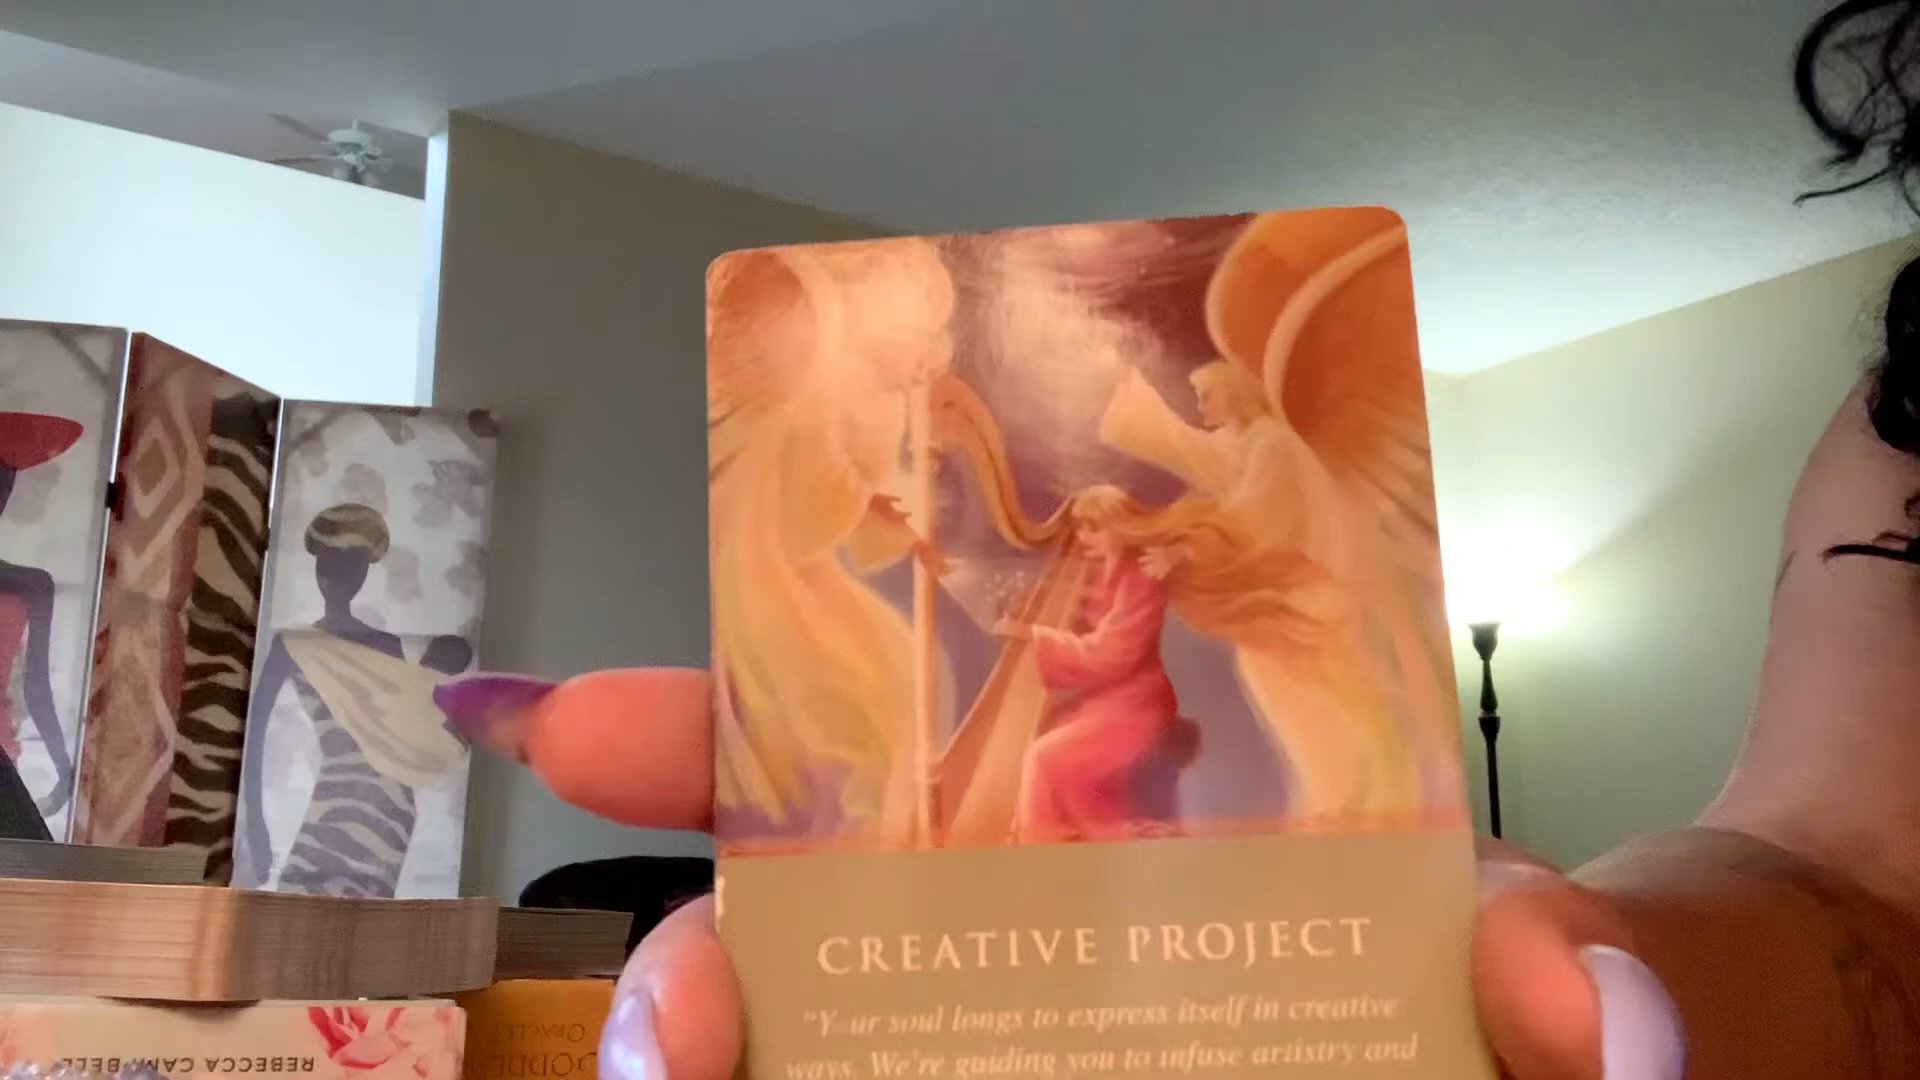 CREATIVE PROJECT
"Your soul longs to express itself in creative
ways. We're guiding you to infuse artistry and
REBECCA CAMPBELL
ORACLE